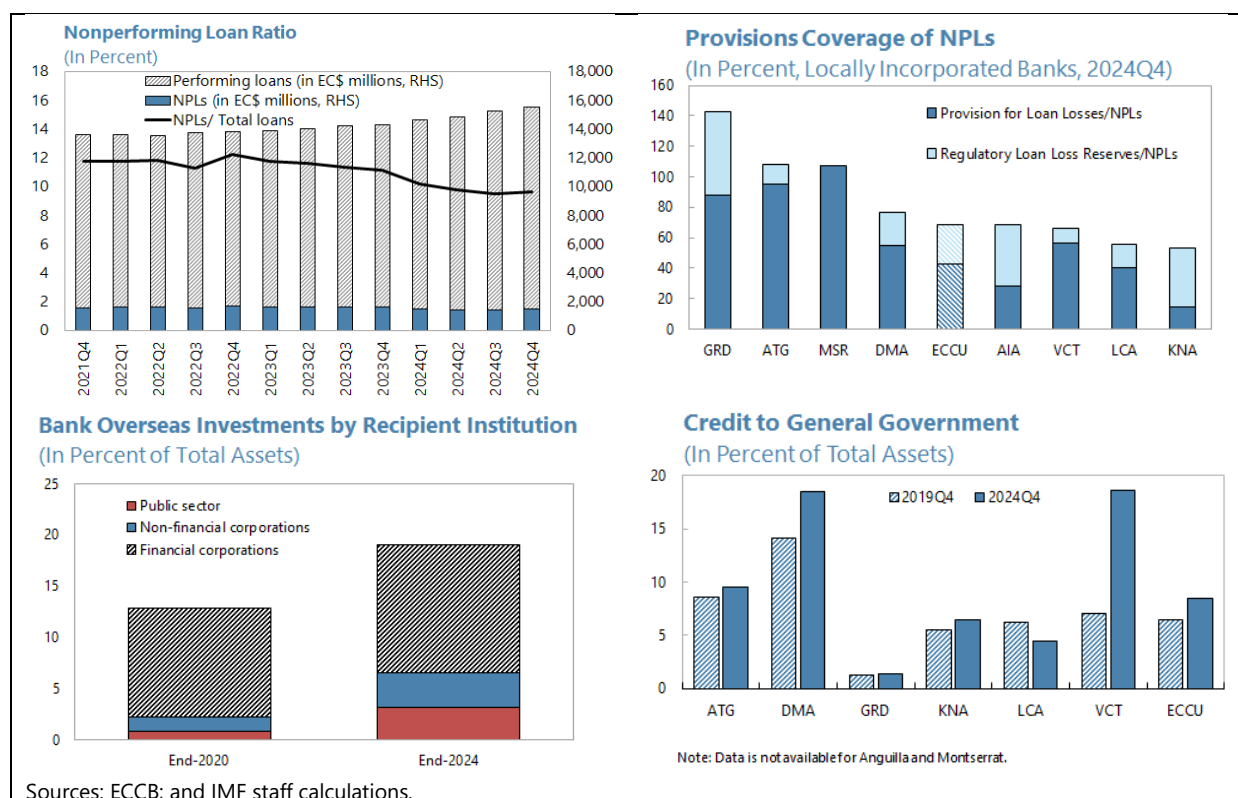 Nonperforming Loan Ratio
(In Percent)
18
16
14
12
10
8
6
4
2
0
Performing loans (in EC$ millions, RHS)
NPLs (in EC$ millions, RHS)
NPLs/ Total loans
18,000
16,000
14,000
12,000
10,000
8,000
6,000
4,000
2,000
0
2021Q4
2022Q1
2022Q2
2022Q3
2022Q4
2023Q1
2023Q2
2023Q3
2023Q4
2024Q1
2024Q2
2024Q3
2024Q4
Provisions Coverage of NPLs
(In Percent, Locally Incorporated Banks, 2024Q4)
160
140
120
100
80
60
40
20
0
Provision for Loan Losses/NPLs
Regulatory Loan Loss Reserves/NPLs
GRD ATG MSR DMA ECCU AIA VCT LCA KNA
Bank Overseas Investments by Recipient Institution
(In Percent of Total Assets)
25
20
15
10
5
0
Public sector
Non-financial corporations
Financial corporations
End-2020 End-2024
Credit to General Government
(In Percent of Total Assets)
20
15
10
5
0
2019Q4 2024Q4
ATG DMA GRD KNA LCA VCT ECCU
Note: Data is not available for Anguilla and Montserrat.
Sources: ECCB; and IMF staff calculations.